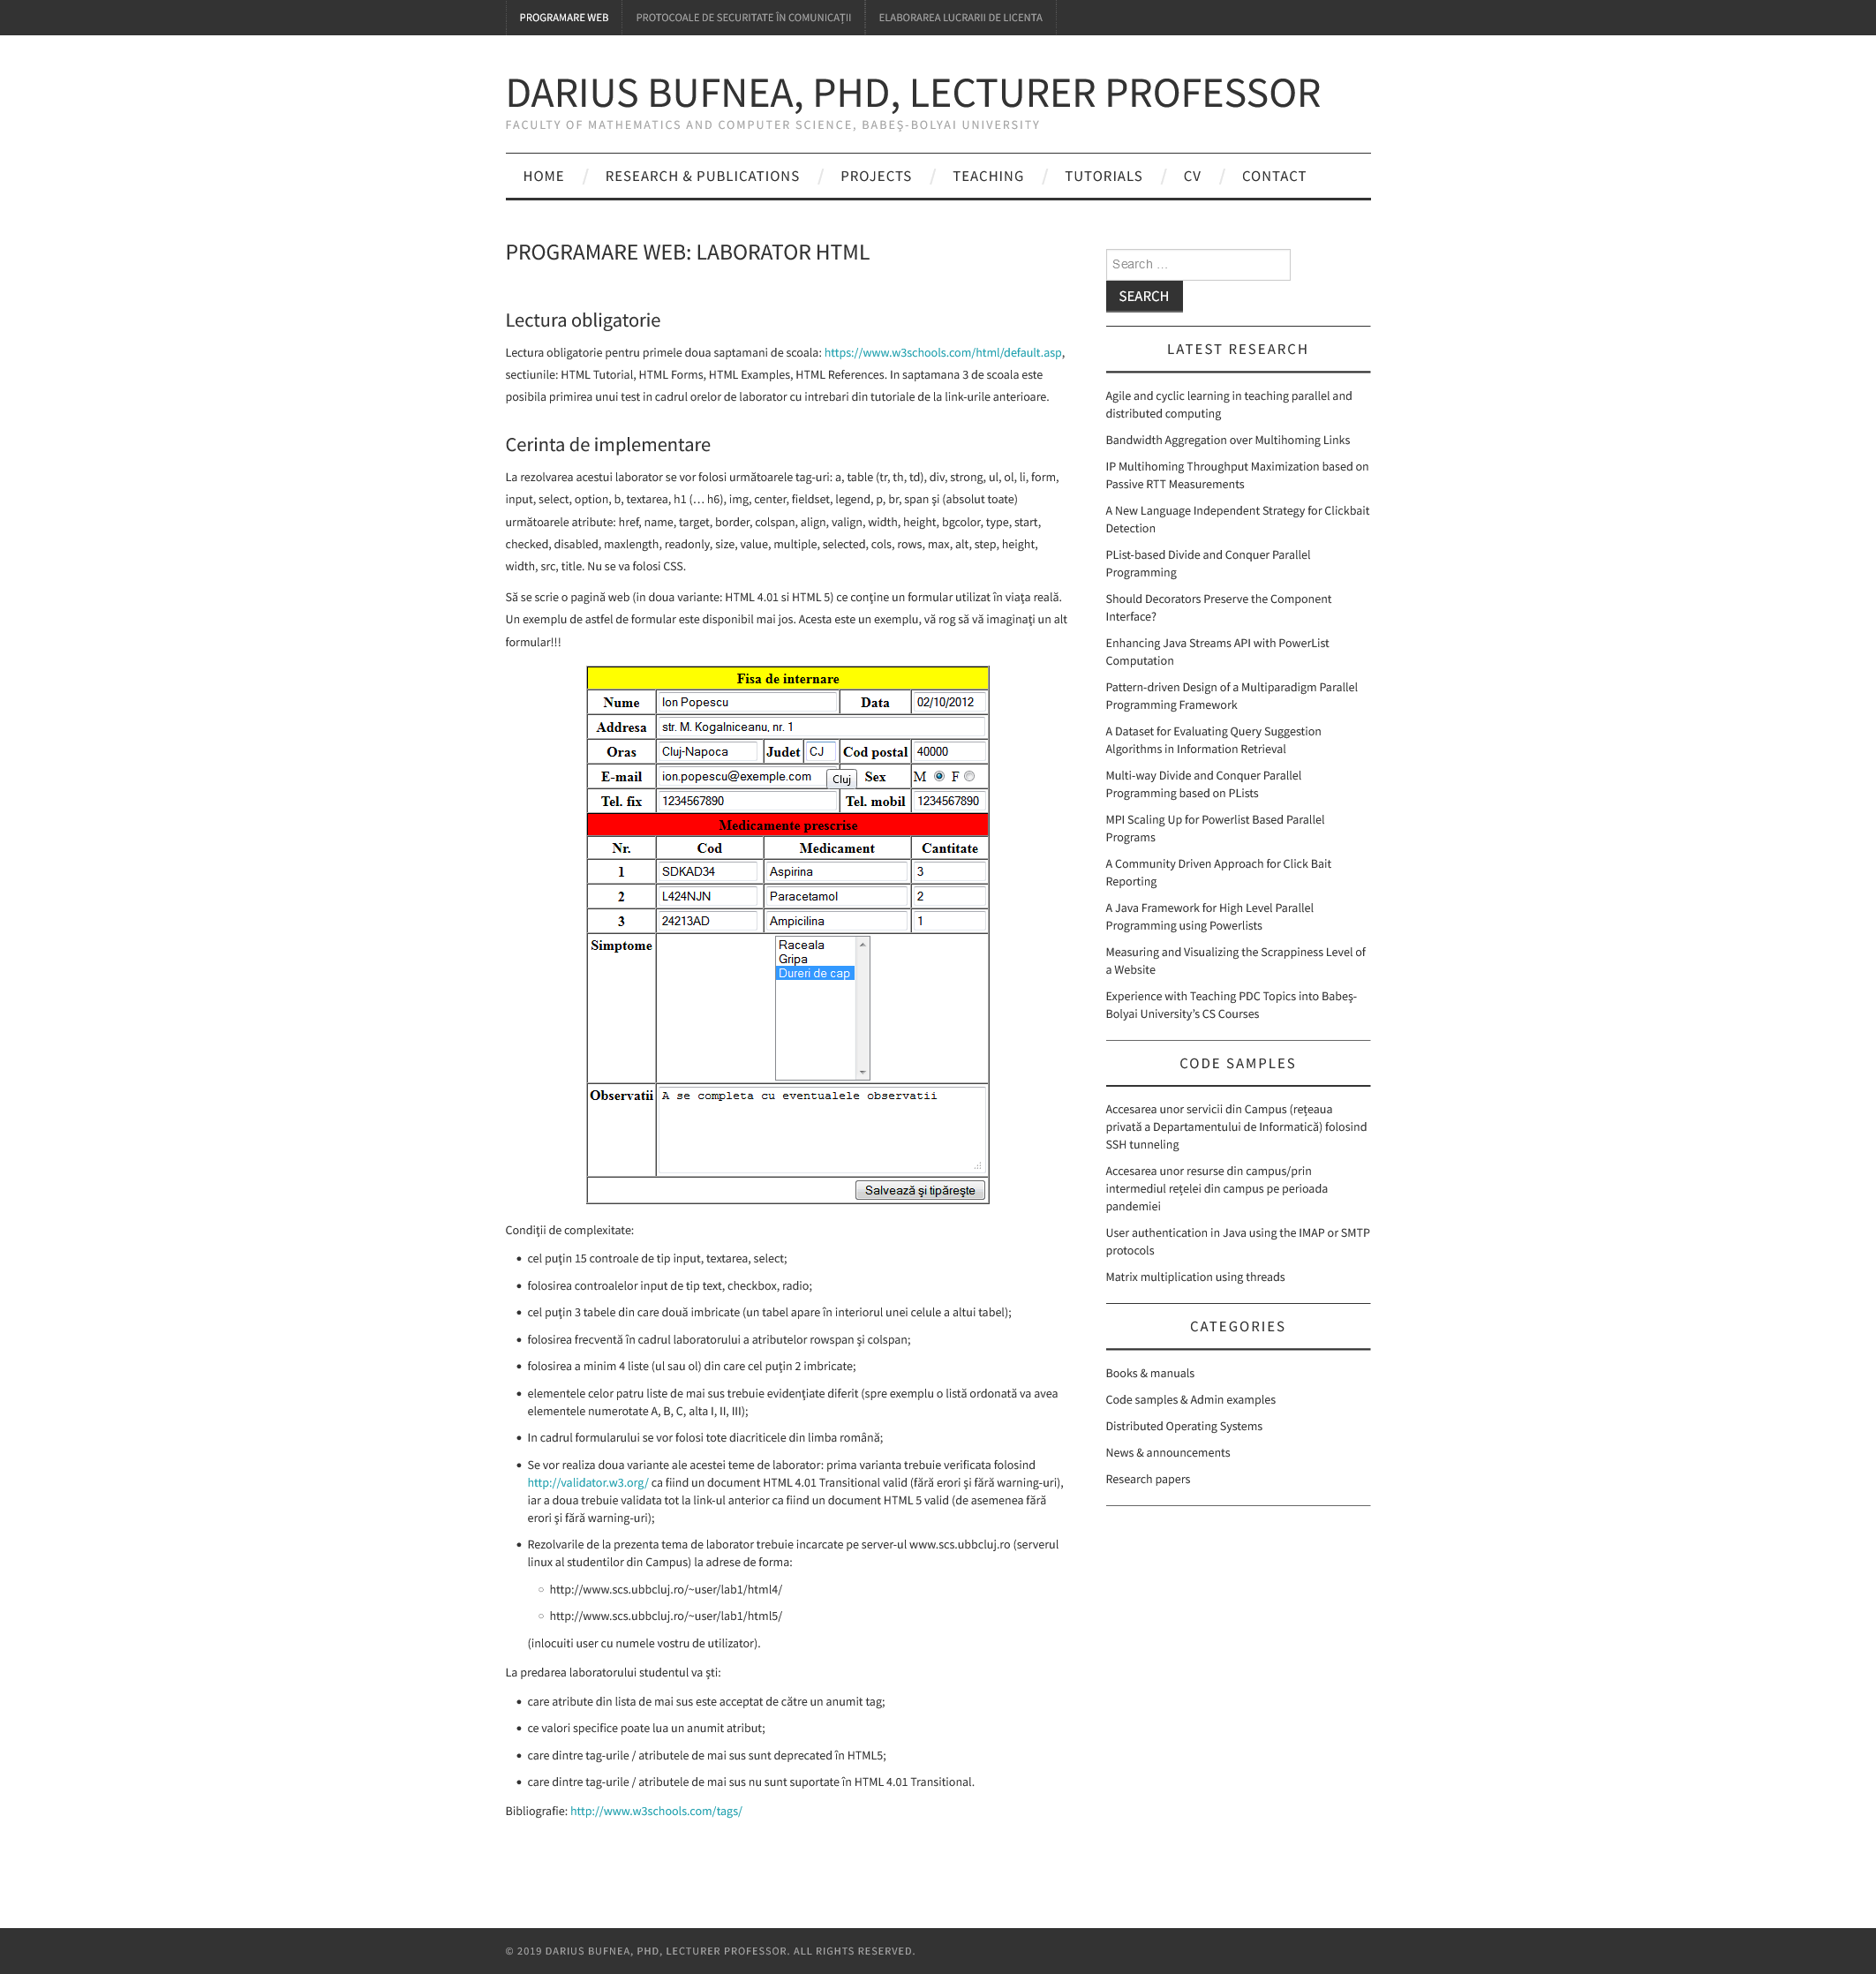 PROGRAMARE WEB
PROTOCOALE DE SECURITATE ÎN COMUNICAȚII
ELABORAREA LUCRARII DE LICENTA
DARIUS BUFNEA, PHD, LECTURER PROFESSOR
FACULTY OF MATHEMATICS AND COMPUTER SCIENCE, BABEŞ-BOLYAI UNIVERSITY
HOME / RESEARCH & PUBLICATIONS / PROJECTS / TEACHING / TUTORIALS / CV / CONTACT
PROGRAMARE WEB: LABORATOR HTML
Lectura obligatorie
Lectura obligatorie pentru primele doua saptamani de scoala: https://www.w3schools.com/html/default.asp,
sectiunile: HTML Tutorial, HTML Forms, HTML Examples, HTML References. In saptamana 3 de scoala este
posibila primirea unui test in cadrul orelor de laborator cu intrebari din tutoriale de la link-urile anterioare.
Cerinta de implementare
La rezolvarea acestui laborator se vor folosi următoarele tag-uri: a, table (tr, th, td), div, strong, ul, ol, li, form,
input, select, option, b, textarea, h1 (… h6), img, center, fieldset, legend, p, br, span şi (absolut toate)
următoarele atribute: href, name, target, border, colspan, align, valign, width, height, bgcolor, type, start,
checked, disabled, maxlength, readonly, size, value, multiple, selected, cols, rows, max, alt, step, height,
width, src, title. Nu se va folosi CSS.
Să se scrie o pagină web (in doua variante: HTML 4.01 si HTML 5) ce conţine un formular utilizat în viaţa reală.
Un exemplu de astfel de formular este disponibil mai jos. Acesta este un exemplu, vă rog să vă imaginaţi un alt
formular!!!
Fisa de internare
Nume Ion Popescu Data 02/10/2012
Addresa str. M. Kogalniceanu, nr. 1
Oras Cluj-Napoca Judet CJ Cod postal 40000
E-mail ion.popescu@exemple.com Cluj Sex M F
Tel. fix 1234567890 Tel. mobil 1234567890
Medicamente prescrise
Nr. Cod Medicament Cantitate
1 SDKAD34 Aspirina 3
2 L424NJN Paracetamol 2
3 24213AD Ampicilina 1
Simptome Raceala
Gripa
Dureri de cap
Observatii A se completa cu eventualele observatii
Salvează şi tipăreşte
Condiţii de complexitate:
• cel puţin 15 controale de tip input, textarea, select;
• folosirea controalelor input de tip text, checkbox, radio;
• cel puţin 3 tabele din care două imbricate (un tabel apare în interiorul unei celule a altui tabel);
• folosirea frecventă în cadrul laboratorului a atributelor rowspan şi colspan;
• folosirea a minim 4 liste (ul sau ol) din care cel puţin 2 imbricate;
• elementele celor patru liste de mai sus trebuie evidenţiate diferit (spre exemplu o listă ordonată va avea
elementele numerotate A, B, C, alta I, II, III);
• In cadrul formularului se vor folosi tote diacriticele din limba română;
• Se vor realiza doua variante ale acestei teme de laborator: prima varianta trebuie verificata folosind
http://validator.w3.org/ ca fiind un document HTML 4.01 Transitional valid (fără erori şi fără warning-uri),
iar a doua trebuie validata tot la link-ul anterior ca fiind un document HTML 5 valid (de asemenea fără
erori şi fără warning-uri);
• Rezolvarile de la prezenta tema de laborator trebuie incarcate pe server-ul www.scs.ubbcluj.ro (serverul
linux al studentilor din Campus) la adrese de forma:
○ http://www.scs.ubbcluj.ro/~user/lab1/html4/
○ http://www.scs.ubbcluj.ro/~user/lab1/html5/
(inlocuiti user cu numele vostru de utilizator).
La predarea laboratorului studentul va şti:
• care atribute din lista de mai sus este acceptat de către un anumit tag;
• ce valori specifice poate lua un anumit atribut;
• care dintre tag-urile / atributele de mai sus sunt deprecated în HTML5;
• care dintre tag-urile / atributele de mai sus nu sunt suportate în HTML 4.01 Transitional.
Bibliografie: http://www.w3schools.com/tags/
Search …
SEARCH
LATEST RESEARCH
Agile and cyclic learning in teaching parallel and
distributed computing
Bandwidth Aggregation over Multihoming Links
IP Multihoming Throughput Maximization based on
Passive RTT Measurements
A New Language Independent Strategy for Clickbait
Detection
PList-based Divide and Conquer Parallel
Programming
Should Decorators Preserve the Component
Interface?
Enhancing Java Streams API with PowerList
Computation
Pattern-driven Design of a Multiparadigm Parallel
Programming Framework
A Dataset for Evaluating Query Suggestion
Algorithms in Information Retrieval
Multi-way Divide and Conquer Parallel
Programming based on PLists
MPI Scaling Up for Powerlist Based Parallel
Programs
A Community Driven Approach for Click Bait
Reporting
A Java Framework for High Level Parallel
Programming using Powerlists
Measuring and Visualizing the Scrappiness Level of
a Website
Experience with Teaching PDC Topics into Babeş-
Bolyai University’s CS Courses
CODE SAMPLES
Accesarea unor servicii din Campus (reţeaua
privată a Departamentului de Informatică) folosind
SSH tunneling
Accesarea unor resurse din campus/prin
intermediul rețelei din campus pe perioada
pandemiei
User authentication in Java using the IMAP or SMTP
protocols
Matrix multiplication using threads
CATEGORIES
Books & manuals
Code samples & Admin examples
Distributed Operating Systems
News & announcements
Research papers
© 2019 DARIUS BUFNEA, PHD, LECTURER PROFESSOR. ALL RIGHTS RESERVED.